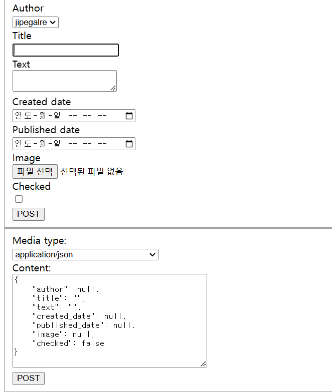 Author
jipegalre
Title
Text
Created date
연도-월-일 -- -- --
Published date
연도-월-일 -- -- --
Image
파일 선택 선택된 파일 없음
Checked
POST
Media type:
application/json
Content:
{
    "author": null,
    "title": "",
    "text": "",
    "created_date": null,
    "published_date": null,
    "image": null,
    "checked": false
}
POST